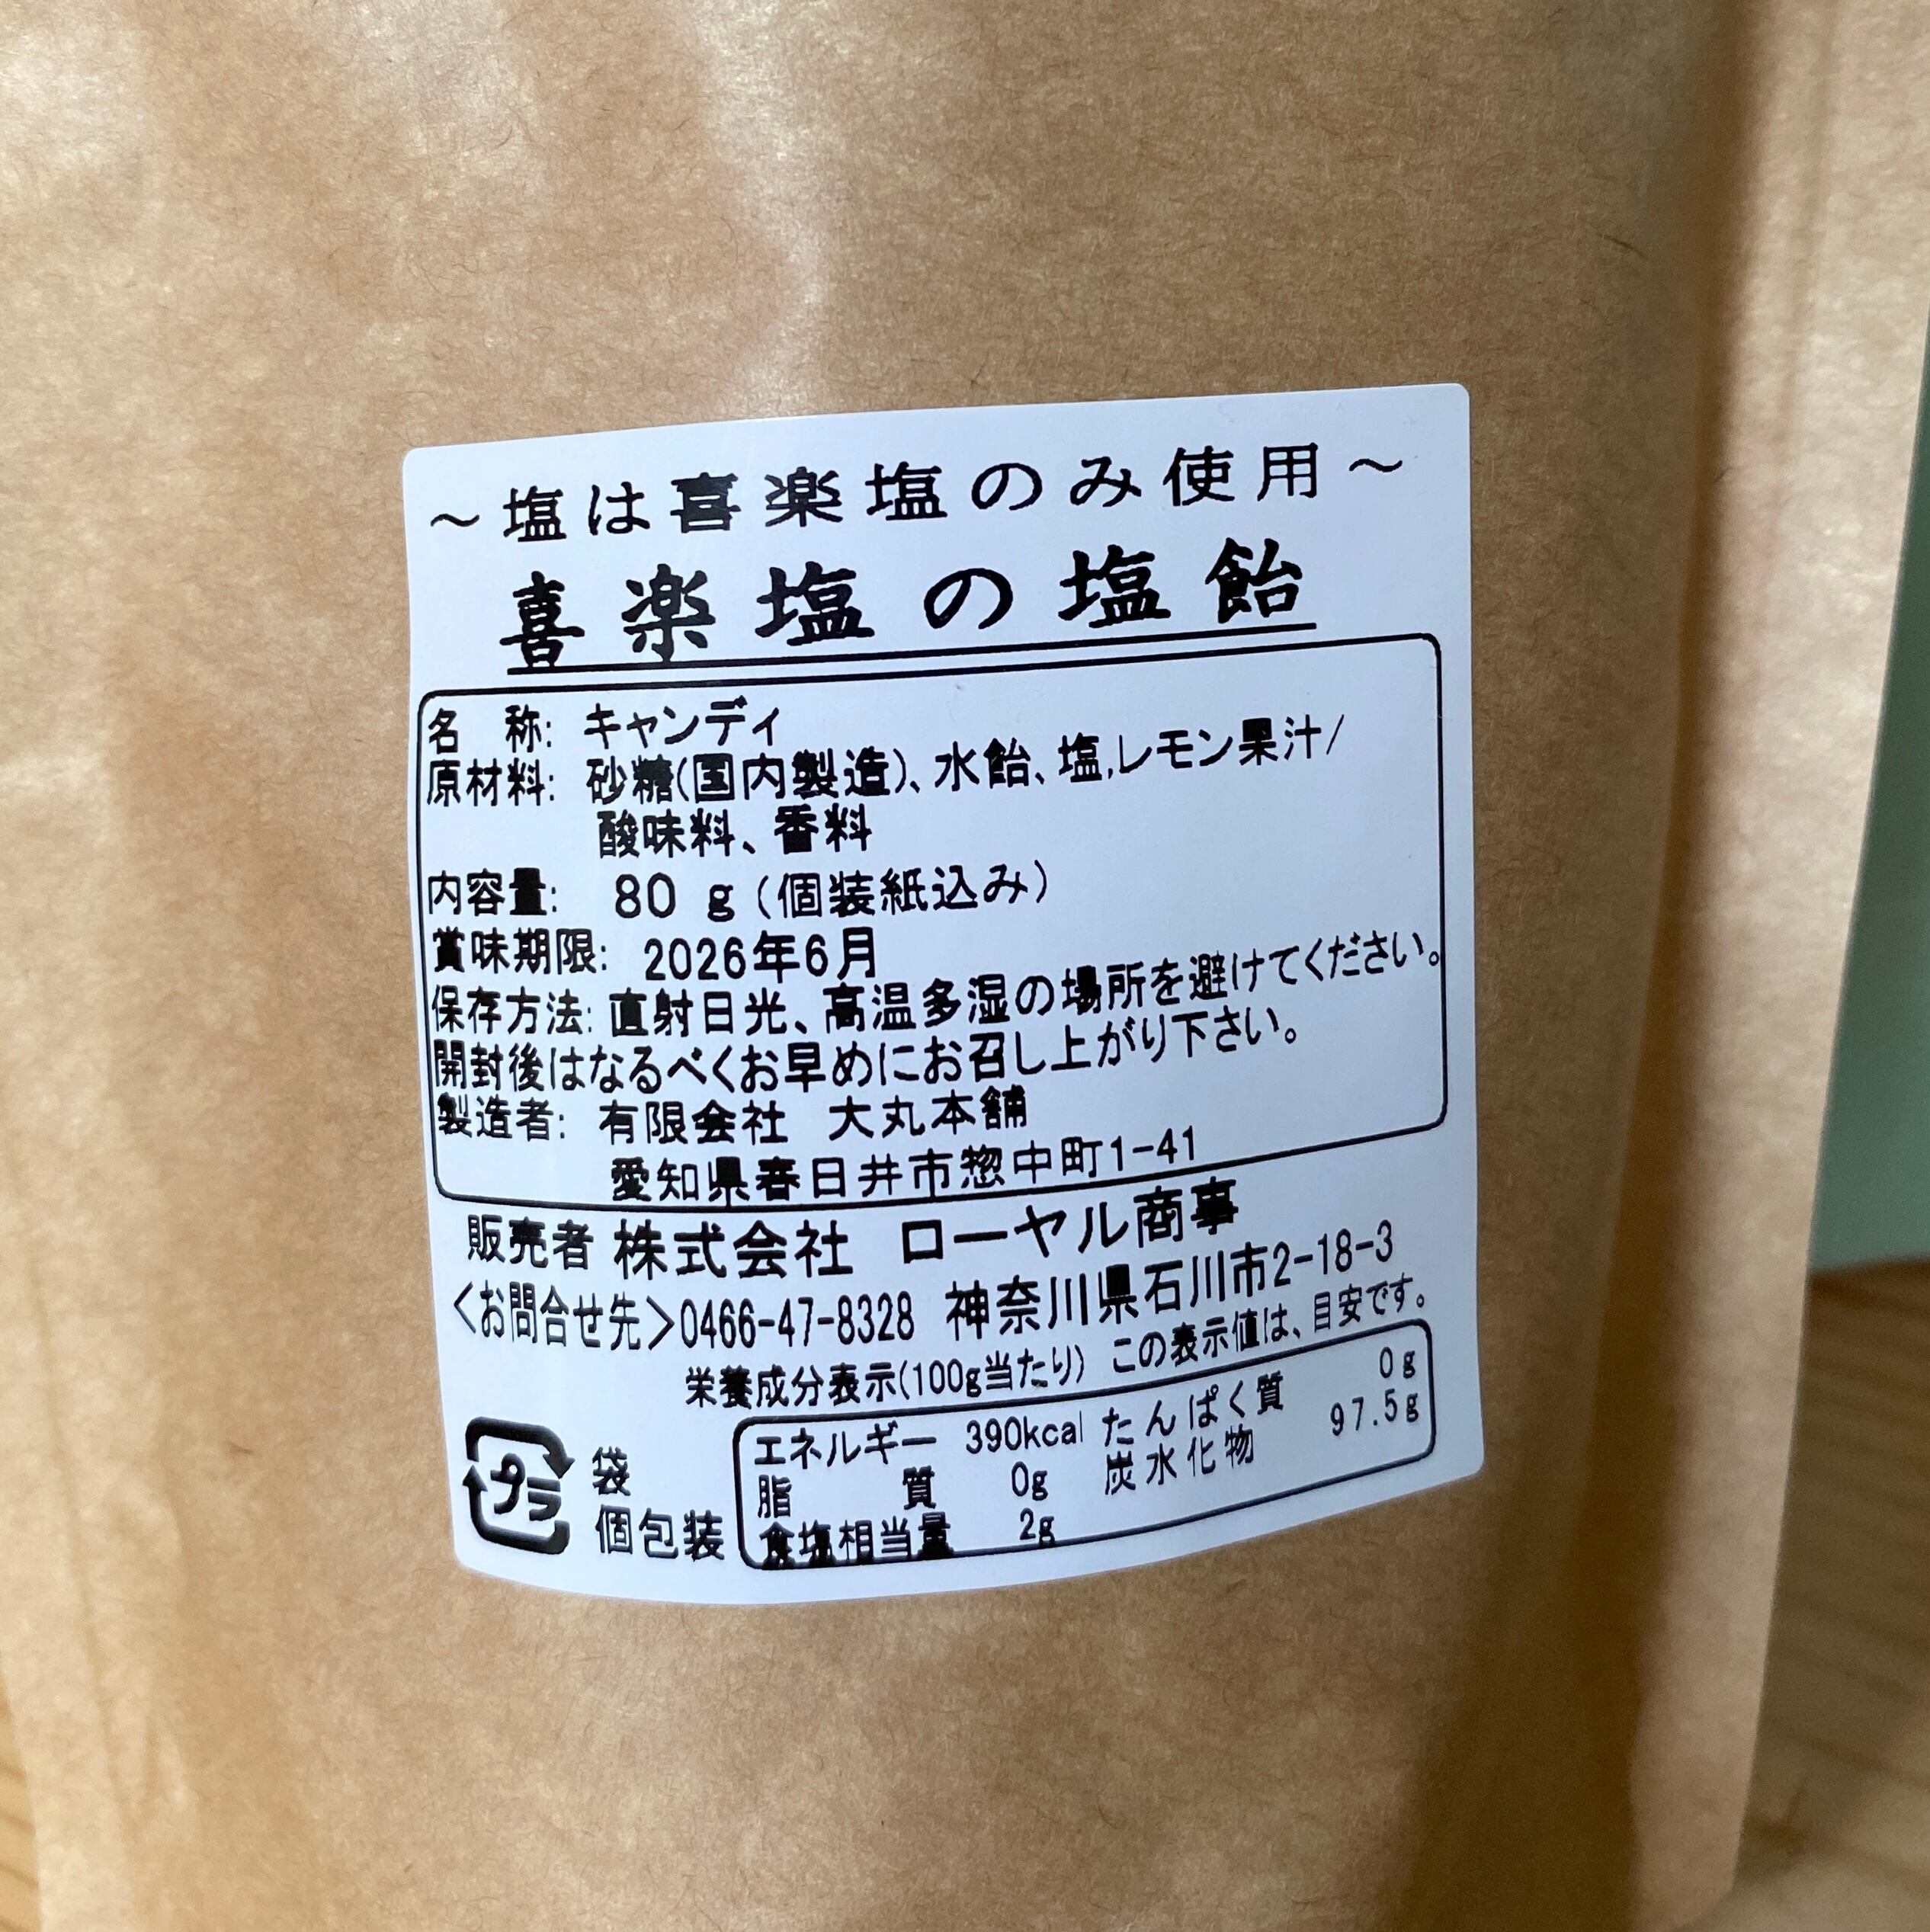 ～塩は喜楽塩のみ使用～
喜楽塩の塩飴
名　称: キャンディ
原材料: 砂糖(国内製造)、水飴、塩,レモン果汁/
酸味料、香料
内容量: 80 g（個装紙込み）
賞味期限: 2026年6月
保存方法: 直射日光、高温多湿の場所を避けてください。
開封後はなるべくお早めにお召し上がり下さい。
製造者: 有限会社　大丸本舗
愛知県春日井市惣中町1-41
販売者 株式会社　ローヤル商事
<お問合せ先>0466-47-8328 神奈川県石川市2-18-3
栄養成分表示(100g当たり) この表示値は、目安です。
エネルギー 390kcal たんぱく質 0g
脂　質 0g 炭水化物 97.5g
食塩相当量 2g
プラ 袋
個包装